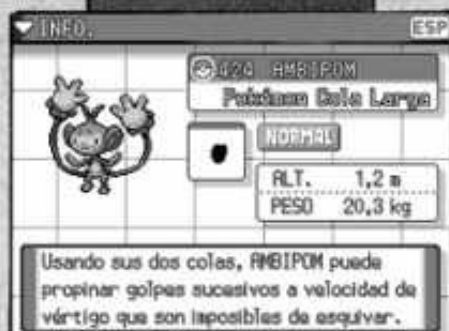 INFO.
ESP
424 AMBIPOM
Pokémon Cola Larga
NORMAL
ALT. 1,2 m
PESO 20,3 kg
Usando sus dos colas, AMBIPOM puede
propinar golpes sucesivos a velocidad de
vértigo que son imposibles de esquivar.